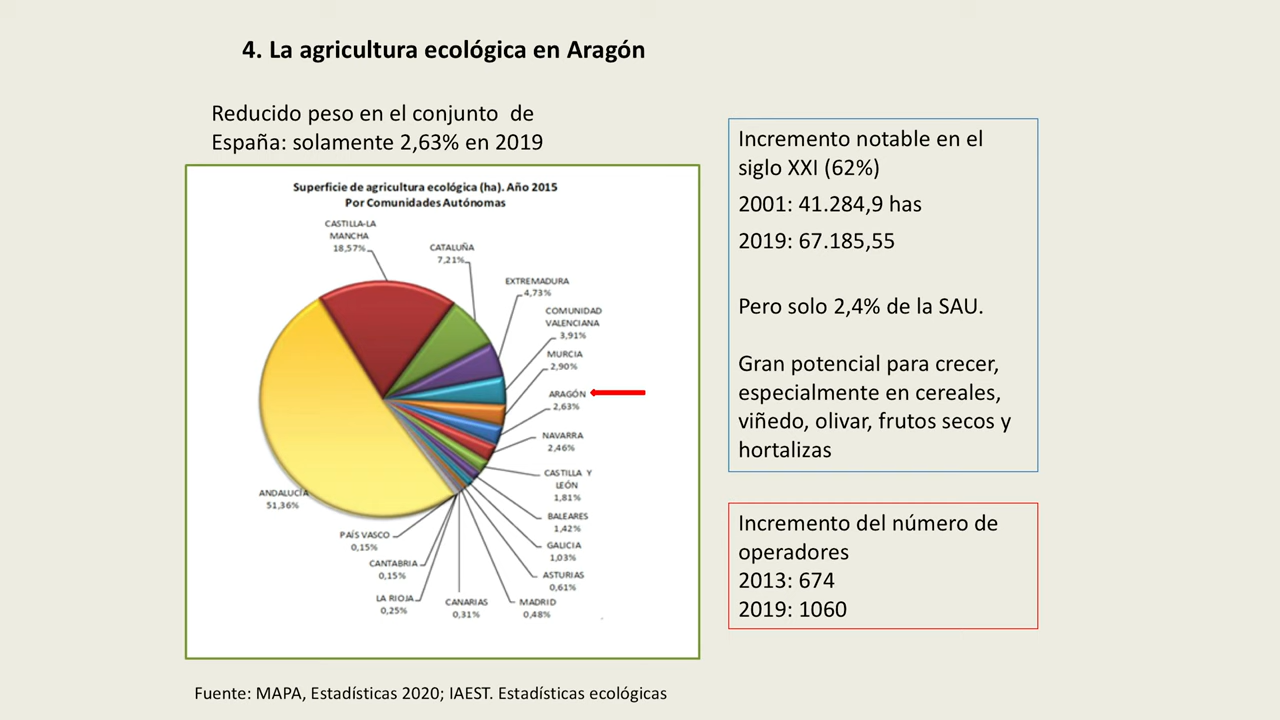 4. La agricultura ecológica en Aragón
Reducido peso en el conjunto de
España: solamente 2,63% en 2019
Superficie de agricultura ecológica (ha). Año 2015
Por Comunidades Autónomas
CASTILLA-LA
MANCHA
18,57%
CATALUÑA
7,21%
EXTREMADURA
4,73%
COMUNIDAD
VALENCIANA
3,91%
MURCIA
2,90%
ARAGÓN
2,63%
NAVARRA
2,46%
CASTILLA Y
LEÓN
1,81%
BALEARES
1,42%
GALICIA
1,03%
ASTURIAS
0,61%
MADRID
0,48%
CANARIAS
0,31%
LA RIOJA
0,25%
CANTABRIA
0,15%
PAÍS VASCO
0,15%
ANDALUCÍA
51,36%
Incremento notable en el
siglo XXI (62%)
2001: 41.284,9 has
2019: 67.185,55
Pero solo 2,4% de la SAU.
Gran potencial para crecer,
especialmente en cereales,
viñedo, olivar, frutos secos y
hortalizas
Incremento del número de
operadores
2013: 674
2019: 1060
Fuente: MAPA, Estadísticas 2020; IAEST. Estadísticas ecológicas